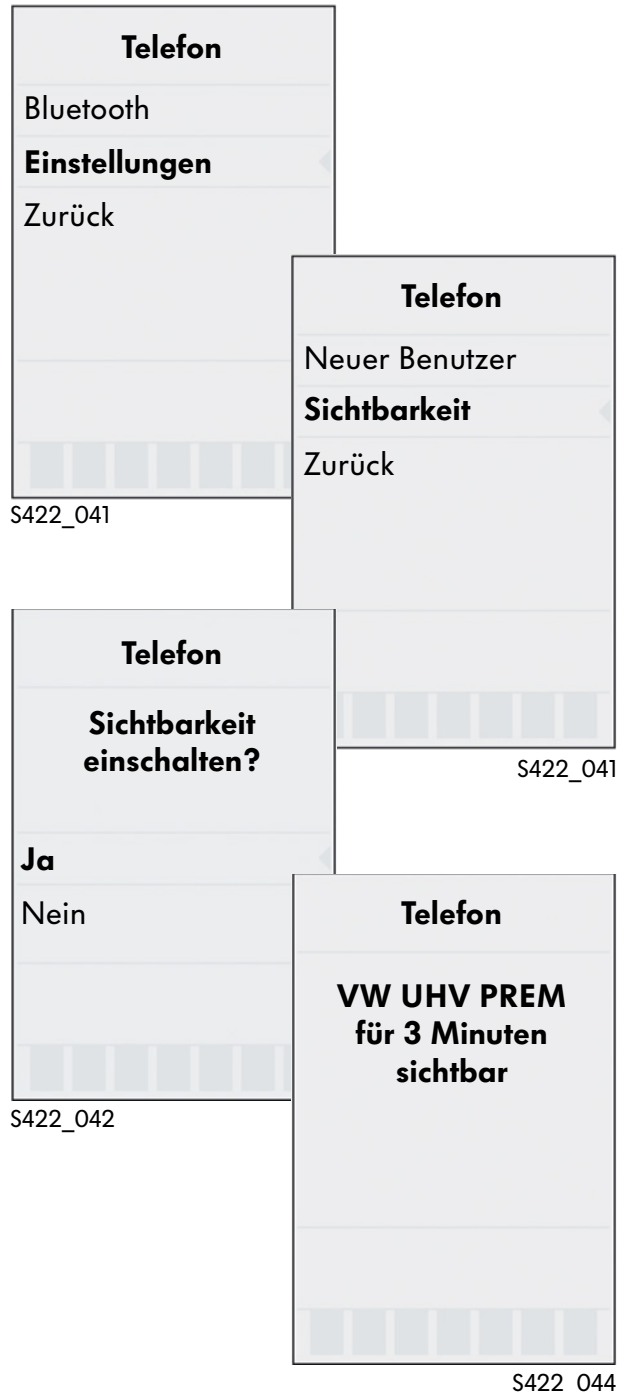 Telefon
Bluetooth
Einstellungen
Zurück
S422_041
Telefon
Neuer Benutzer
Sichtbarkeit
Zurück
S422_041
Telefon
Sichtbarkeit
einschalten?
Ja
Nein
S422_042
Telefon
VW UHV PREM
für 3 Minuten
sichtbar
S422_044